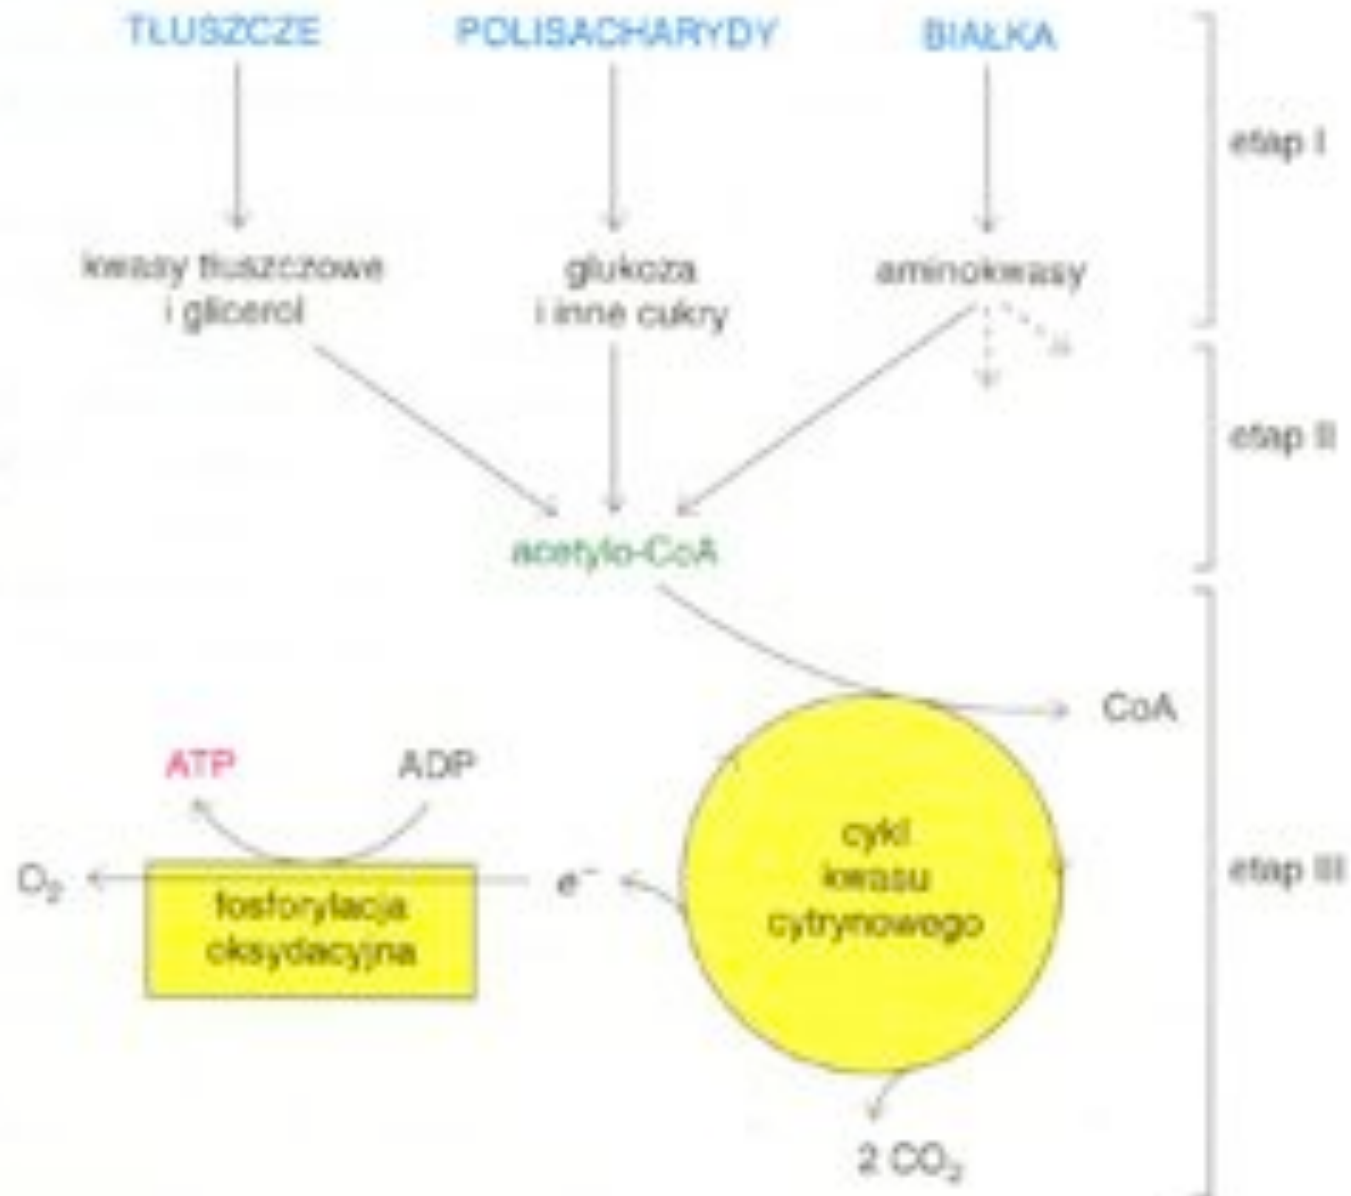 TŁUSZCZE
POLISACHARYDY
BIAŁKA
etap I
kwasy tłuszczowe
i glicerol
glukoza
i inne cukry
aminokwasy
etap II
acetylo-CoA
CoA
ATP
ADP
cykl
kwasu
cytrynowego
etap III
O₂
e⁻
fosforylacja
oksydacyjna
2 CO₂